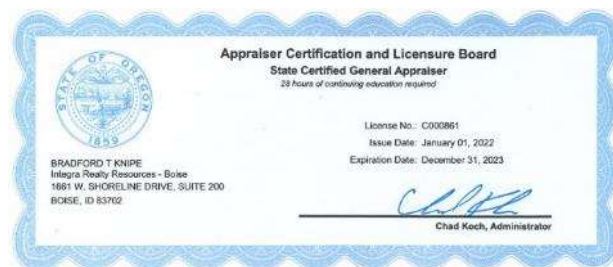 STATE OF OREGON
1859
Appraiser Certification and Licensure Board
State Certified General Appraiser
28 hours of continuing education required
License No.: C000861
Issue Date: January 01, 2022
Expiration Date: December 31, 2023
BRADFORD T KNIPE
Integra Realty Resources - Boise
1661 W. SHORELINE DRIVE, SUITE 200
BOISE, ID 83702
Chad Koch, Administrator